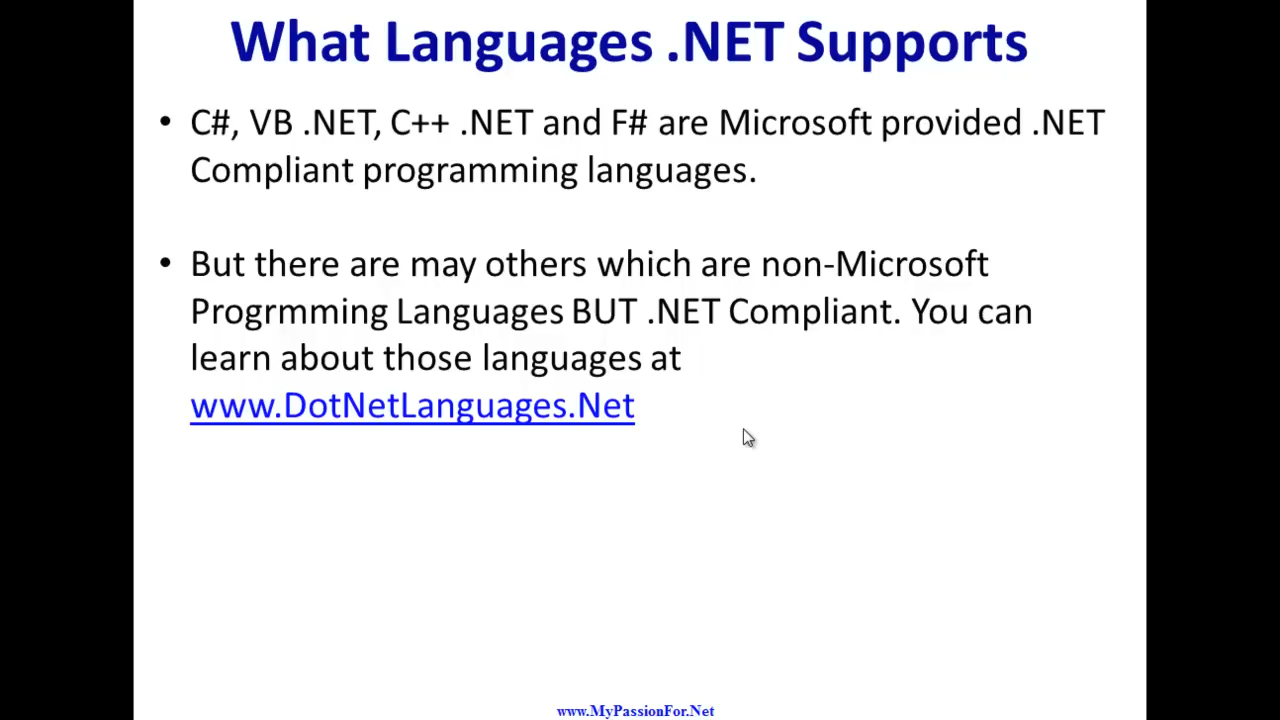 What Languages .NET Supports
• C#, VB .NET, C++ .NET and F# are Microsoft provided .NET
Compliant programming languages.
• But there are may others which are non-Microsoft
Progrmming Languages BUT .NET Compliant. You can
learn about those languages at
www.DotNetLanguages.Net
www.MyPassionFor.Net